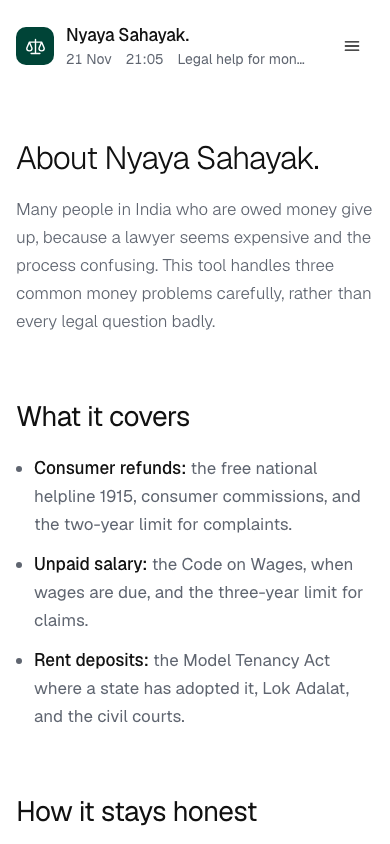 Nyaya Sahayak.
21 Nov 21:05 Legal help for mon…
About Nyaya Sahayak.
Many people in India who are owed money give
up, because a lawyer seems expensive and the
process confusing. This tool handles three
common money problems carefully, rather than
every legal question badly.
What it covers
Consumer refunds: the free national
helpline 1915, consumer commissions, and
the two-year limit for complaints.
Unpaid salary: the Code on Wages, when
wages are due, and the three-year limit for
claims.
Rent deposits: the Model Tenancy Act
where a state has adopted it, Lok Adalat,
and the civil courts.
How it stays honest